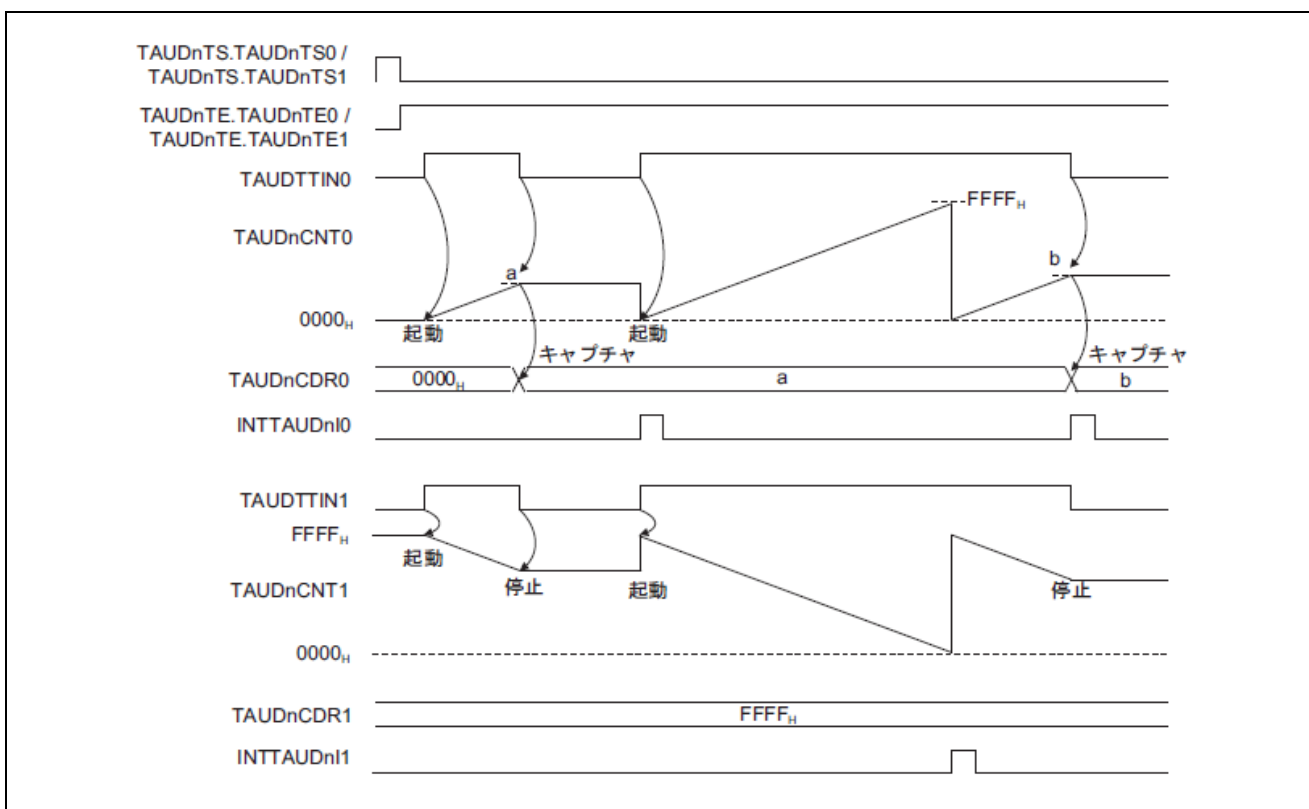 TAUDnTS.TAUDnTS0 /
TAUDnTS.TAUDnTS1
TAUDnTE.TAUDnTE0 /
TAUDnTE.TAUDnTE1
TAUDTTIN0
FFFFH
TAUDnCNT0
a
b
0000H
起動
起動
キャプチャ
キャプチャ
TAUDnCDR0
0000H
a
b
INTTAUDnI0
TAUDTTIN1
FFFFH
起動
停止
起動
停止
TAUDnCNT1
0000H
TAUDnCDR1
FFFFH
INTTAUDnI1